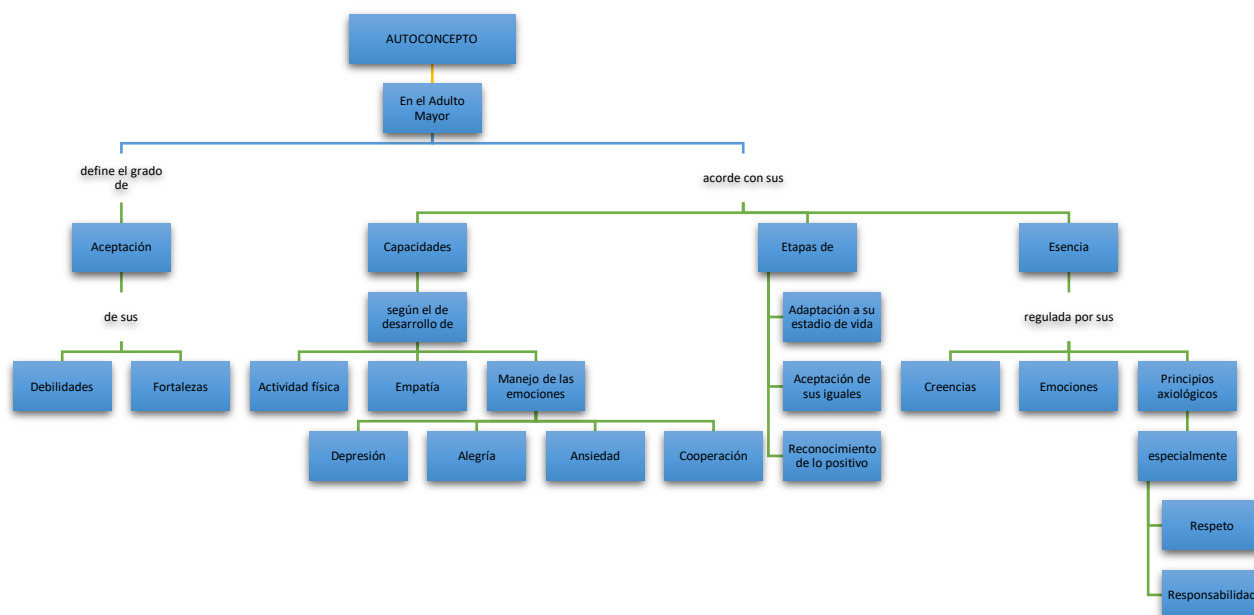 AUTOCONCEPTO
En el Adulto
Mayor
define el grado
de
acorde con sus
Aceptación
Capacidades
Etapas de
Esencia
de sus
según el de
desarrollo de
Adaptación a su
estadio de vida
regulada por sus
Debilidades
Fortalezas
Actividad física
Empatía
Manejo de las
emociones
Aceptación de
sus iguales
Creencias
Emociones
Principios
axiológicos
Depresión
Alegría
Ansiedad
Cooperación
Reconocimiento
de lo positivo
especialmente
Respeto
Responsabilidad